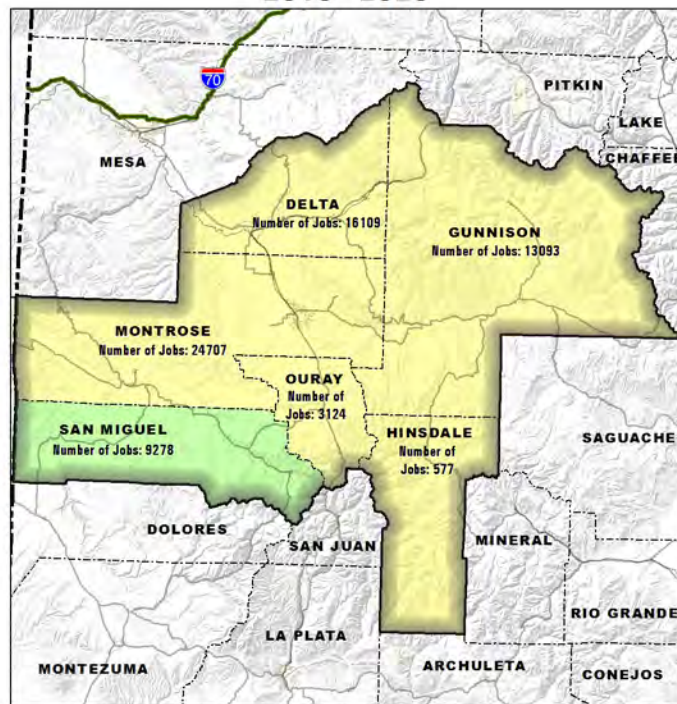 70
PITKIN
LAKE
CHAFFEE
MESA
DELTA
Number of Jobs: 16109
GUNNISON
Number of Jobs: 13093
MONTROSE
Number of Jobs: 24707
OURAY
Number of
Jobs: 3124
SAN MIGUEL
Number of Jobs: 9278
HINSDALE
Number of
Jobs: 577
SAGUACHE
DOLORES
SAN JUAN
MINERAL
RIO GRANDE
LA PLATA
MONTEZUMA
ARCHULETA
CONEJOS